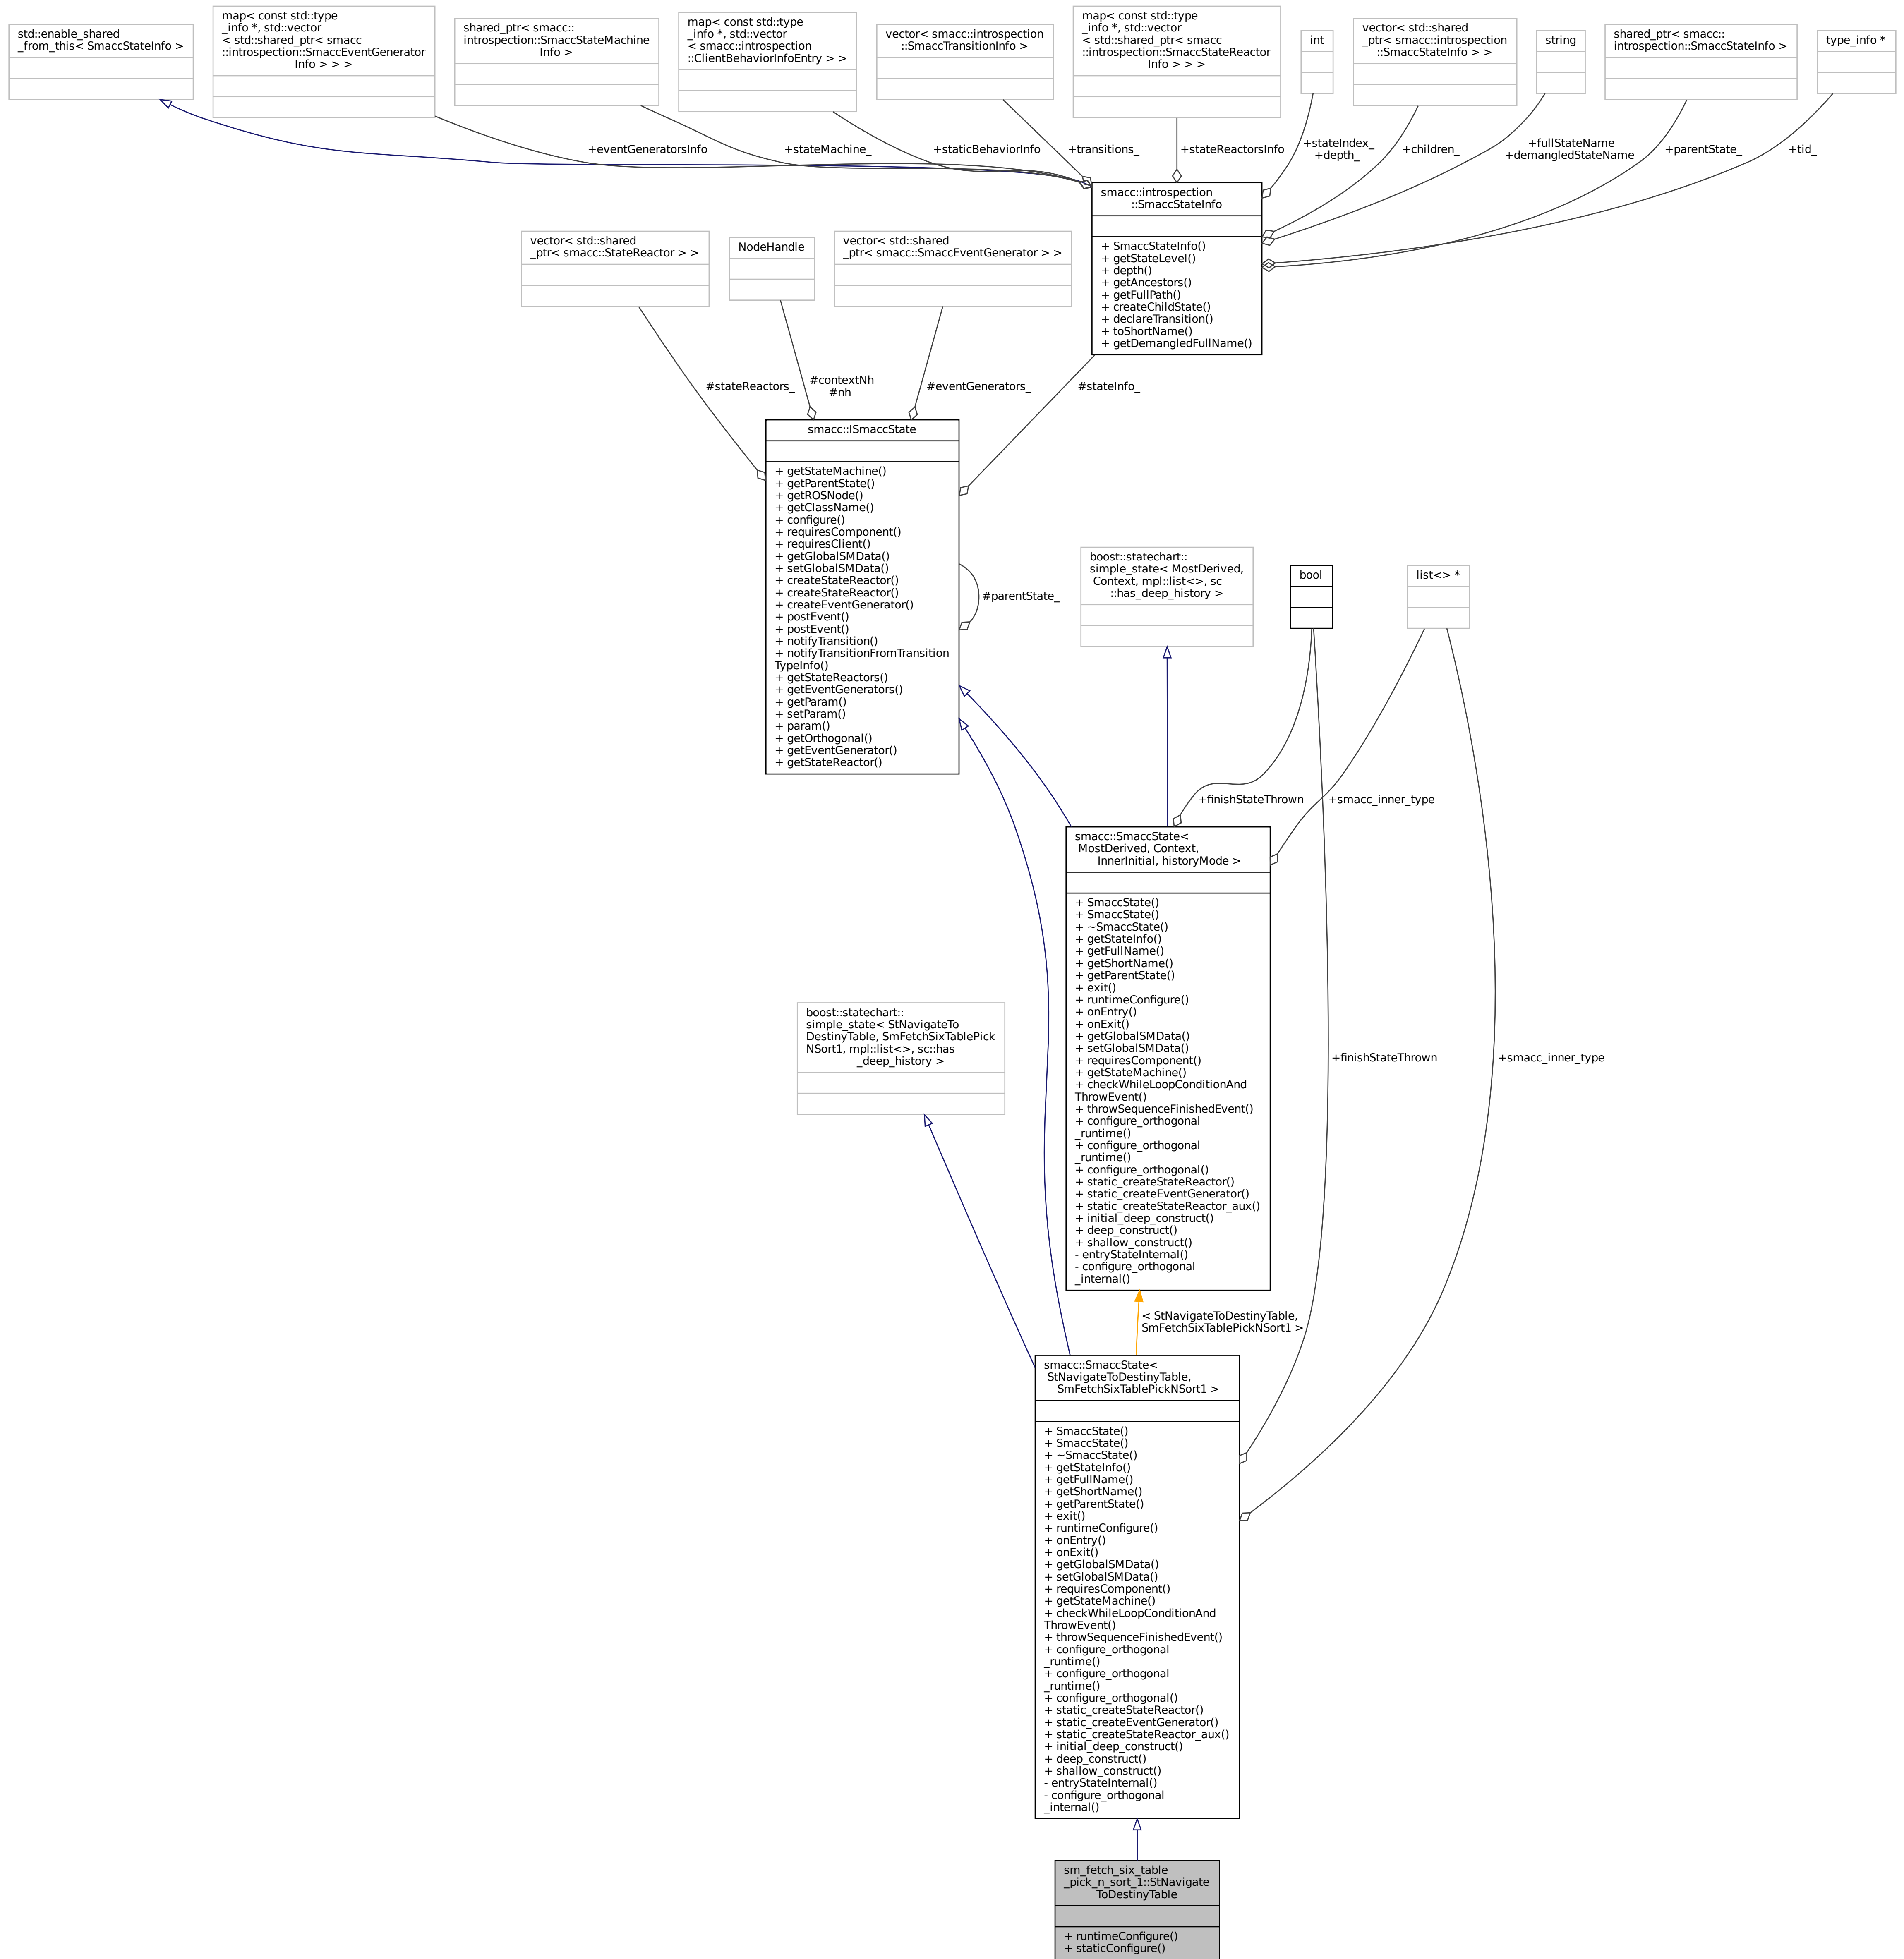 std::enable_shared
_from_this< SmaccStateInfo >
map< const std::type
_info *, std::vector
< std::shared_ptr< smacc
::introspection::SmaccEventGenerator
Info > > >
shared_ptr< smacc::
introspection::SmaccStateMachine
Info >
map< const std::type
_info *, std::vector
< smacc::introspection
::ClientBehaviorInfoEntry > >
vector< smacc::introspection
::SmaccTransitionInfo >
map< const std::type
_info *, std::vector
< std::shared_ptr< smacc
::introspection::SmaccStateReactor
Info > > >
int
vector< std::shared
_ptr< smacc::introspection
::SmaccStateInfo > >
string
shared_ptr< smacc::
introspection::SmaccStateInfo >
type_info *
+eventGeneratorsInfo
+stateMachine_
+staticBehaviorInfo
+transitions_
+stateReactorsInfo
+stateIndex_
+depth_
+children_
+fullStateName
+demangledStateName
+parentState_
+tid_
smacc::introspection
::SmaccStateInfo
+ SmaccStateInfo()
+ getStateLevel()
+ depth()
+ getAncestors()
+ getFullPath()
+ createChildState()
+ declareTransition()
+ toShortName()
+ getDemangledFullName()
vector< std::shared
_ptr< smacc::StateReactor > >
NodeHandle
vector< std::shared
_ptr< smacc::SmaccEventGenerator > >
#stateReactors_
#contextNh
#nh
#eventGenerators_
#stateInfo_
smacc::ISmaccState
+ getStateMachine()
+ getParentState()
+ getROSNode()
+ getClassName()
+ configure()
+ requiresComponent()
+ requiresClient()
+ getGlobalSMData()
+ setGlobalSMData()
+ createStateReactor()
+ createStateReactor()
+ createEventGenerator()
+ postEvent()
+ postEvent()
+ notifyTransition()
+ notifyTransitionFromTransition
TypeInfo()
+ getStateReactors()
+ getEventGenerators()
+ getParam()
+ setParam()
+ param()
+ getOrthogonal()
+ getEventGenerator()
+ getStateReactor()
#parentState_
boost::statechart::
simple_state< MostDerived,
Context, mpl::list<>, sc
::has_deep_history >
bool
list<> *
+finishStateThrown
+smacc_inner_type
smacc::SmaccState<
MostDerived, Context,
InnerInitial, historyMode >
+ SmaccState()
+ SmaccState()
+ ~SmaccState()
+ getStateInfo()
+ getFullName()
+ getShortName()
+ getParentState()
+ exit()
+ runtimeConfigure()
+ onEntry()
+ onExit()
+ getGlobalSMData()
+ setGlobalSMData()
+ requiresComponent()
+ getStateMachine()
+ checkWhileLoopConditionAnd
ThrowEvent()
+ throwSequenceFinishedEvent()
+ configure_orthogonal
_runtime()
+ configure_orthogonal
_runtime()
+ configure_orthogonal()
+ static_createStateReactor()
+ static_createEventGenerator()
+ static_createStateReactor_aux()
+ initial_deep_construct()
+ deep_construct()
+ shallow_construct()
- entryStateInternal()
- configure_orthogonal
_internal()
boost::statechart::
simple_state< StNavigateTo
DestinyTable, SmFetchSixTablePick
NSort1, mpl::list<>, sc::has
_deep_history >
+finishStateThrown
+smacc_inner_type
< StNavigateToDestinyTable,
SmFetchSixTablePickNSort1 >
smacc::SmaccState<
StNavigateToDestinyTable,
SmFetchSixTablePickNSort1 >
+ SmaccState()
+ SmaccState()
+ ~SmaccState()
+ getStateInfo()
+ getFullName()
+ getShortName()
+ getParentState()
+ exit()
+ runtimeConfigure()
+ onEntry()
+ onExit()
+ getGlobalSMData()
+ setGlobalSMData()
+ requiresComponent()
+ getStateMachine()
+ checkWhileLoopConditionAnd
ThrowEvent()
+ throwSequenceFinishedEvent()
+ configure_orthogonal
_runtime()
+ configure_orthogonal
_runtime()
+ configure_orthogonal()
+ static_createStateReactor()
+ static_createEventGenerator()
+ static_createStateReactor_aux()
+ initial_deep_construct()
+ deep_construct()
+ shallow_construct()
- entryStateInternal()
- configure_orthogonal
_internal()
sm_fetch_six_table
_pick_n_sort_1::StNavigate
ToDestinyTable
+ runtimeConfigure()
+ staticConfigure()